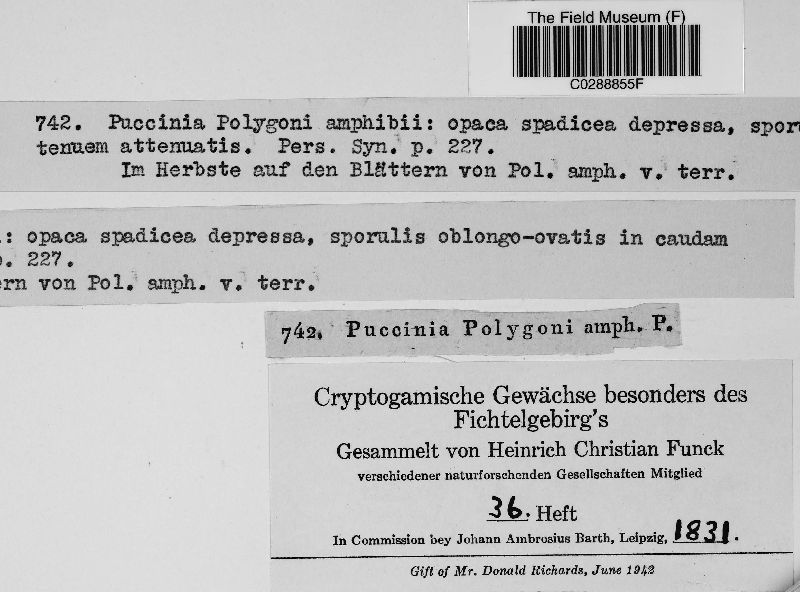 The Field Museum (F)
C0288855F
742. Puccinia Polygoni amphibii: opaca spadicea depressa, spor
tenuem attenuatis. Pers. Syn. p. 227.
Im Herbste auf den Blättern von Pol. amph. v. terr.
: opaca spadicea depressa, sporulis oblongo-ovatis in caudam
. 227.
rn von Pol. amph. v. terr.
742. Puccinia Polygoni amph. P.
Cryptogamische Gewächse besonders des
Fichtelgebirg's
Gesammelt von Heinrich Christian Funck
verschiedener naturforschenden Gesellschaften Mitglied
36. Heft
In Commission bey Johann Ambrosius Barth, Leipzig, 1831.
Gift of Mr. Donald Richards, June 1942